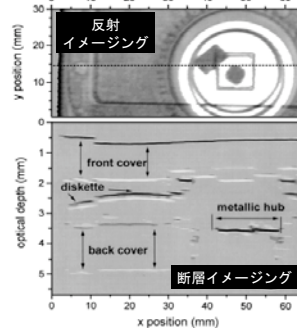 30
20
10
0
y position (mm)
反射
イメージング
0
1
2
3
4
5
optical depth (mm)
front cover
diskette
metallic hub
back cover
断層イメージング
0
10
20
30
40
50
60
x position (mm)